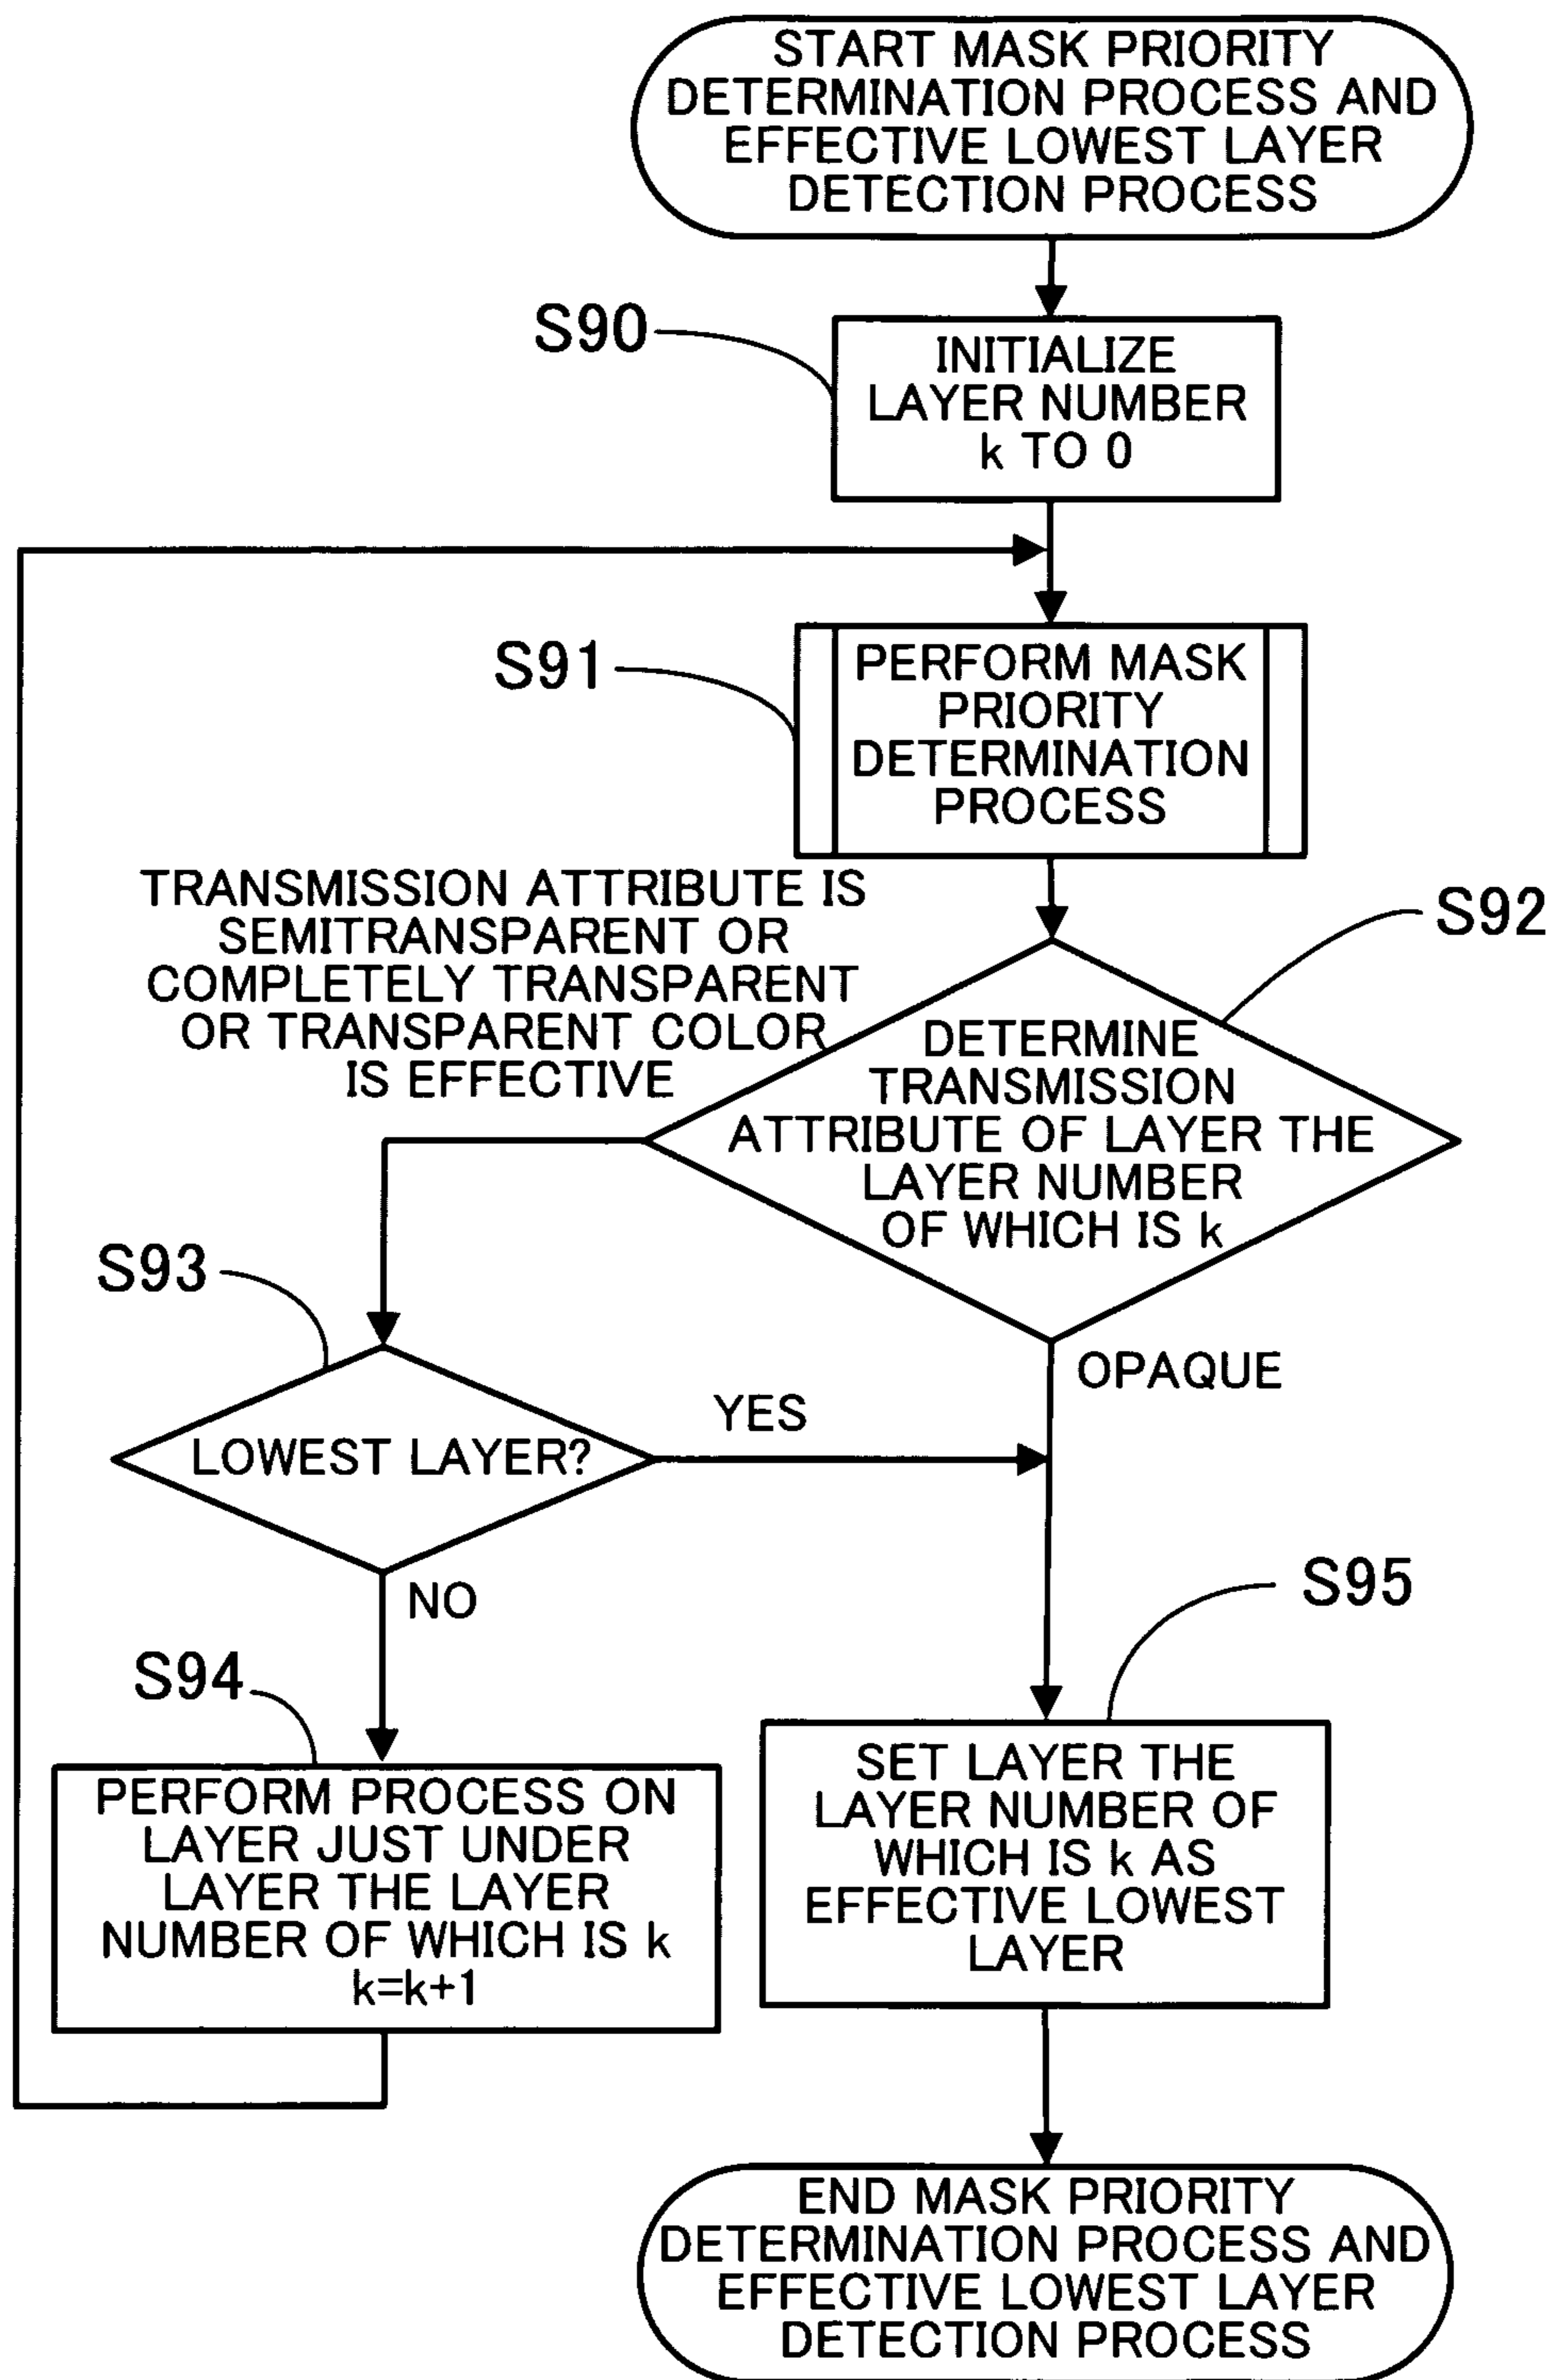 START MASK PRIORITY
DETERMINATION PROCESS AND
EFFECTIVE LOWEST LAYER
DETECTION PROCESS
S90
INITIALIZE
LAYER NUMBER
k TO 0
S91
PERFORM MASK
PRIORITY
DETERMINATION
PROCESS
TRANSMISSION ATTRIBUTE IS
SEMITRANSPARENT OR
COMPLETELY TRANSPARENT
OR TRANSPARENT COLOR
IS EFFECTIVE
S92
DETERMINE
TRANSMISSION
ATTRIBUTE OF LAYER THE
LAYER NUMBER
OF WHICH IS k
S93
OPAQUE
YES
LOWEST LAYER?
NO
S95
S94
PERFORM PROCESS ON
LAYER JUST UNDER
LAYER THE LAYER
NUMBER OF WHICH IS k
k=k+1
SET LAYER THE
LAYER NUMBER OF
WHICH IS k AS
EFFECTIVE LOWEST
LAYER
END MASK PRIORITY
DETERMINATION PROCESS AND
EFFECTIVE LOWEST LAYER
DETECTION PROCESS